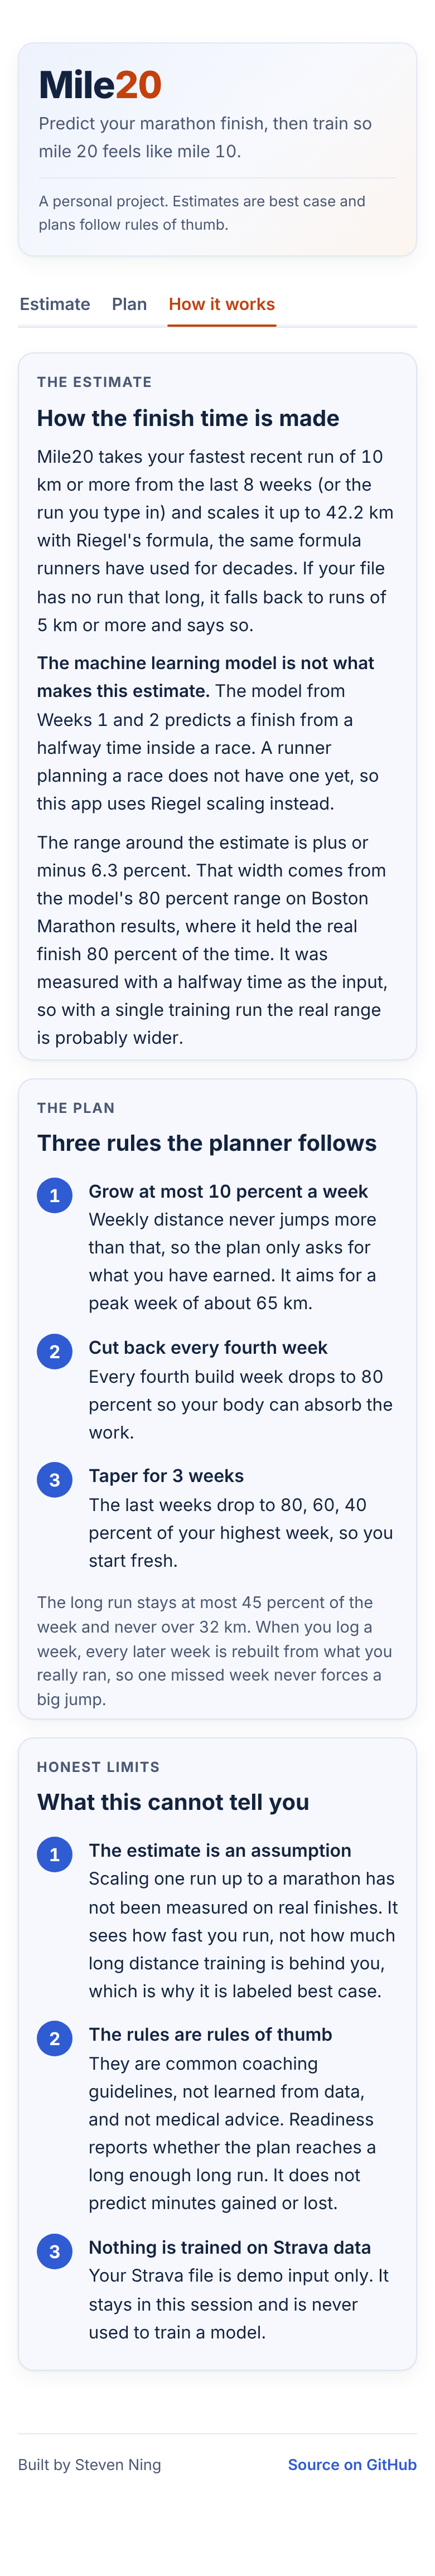 Mile20
Predict your marathon finish, then train so
mile 20 feels like mile 10.
A personal project. Estimates are best case and
plans follow rules of thumb.
Estimate Plan How it works
THE ESTIMATE
How the finish time is made
Mile20 takes your fastest recent run of 10
km or more from the last 8 weeks (or the
run you type in) and scales it up to 42.2 km
with Riegel's formula, the same formula
runners have used for decades. If your file
has no run that long, it falls back to runs of
5 km or more and says so.
The machine learning model is not what
makes this estimate. The model from
Weeks 1 and 2 predicts a finish from a
halfway time inside a race. A runner
planning a race does not have one yet, so
this app uses Riegel scaling instead.
The range around the estimate is plus or
minus 6.3 percent. That width comes from
the model's 80 percent range on Boston
Marathon results, where it held the real
finish 80 percent of the time. It was
measured with a halfway time as the input,
so with a single training run the real range
is probably wider.
THE PLAN
Three rules the planner follows
1 Grow at most 10 percent a week
Weekly distance never jumps more
than that, so the plan only asks for
what you have earned. It aims for a
peak week of about 65 km.
2 Cut back every fourth week
Every fourth build week drops to 80
percent so your body can absorb the
work.
3 Taper for 3 weeks
The last weeks drop to 80, 60, 40
percent of your highest week, so you
start fresh.
The long run stays at most 45 percent of the
week and never over 32 km. When you log a
week, every later week is rebuilt from what you
really ran, so one missed week never forces a
big jump.
HONEST LIMITS
What this cannot tell you
1 The estimate is an assumption
Scaling one run up to a marathon has
not been measured on real finishes. It
sees how fast you run, not how much
long distance training is behind you,
which is why it is labeled best case.
2 The rules are rules of thumb
They are common coaching
guidelines, not learned from data,
and not medical advice. Readiness
reports whether the plan reaches a
long enough long run. It does not
predict minutes gained or lost.
3 Nothing is trained on Strava data
Your Strava file is demo input only. It
stays in this session and is never
used to train a model.
Built by Steven Ning Source on GitHub